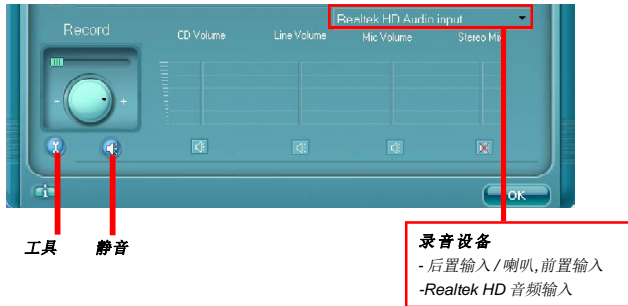 Realtek HD Audio input
Record
CD Volume
Line Volume
Mic Volume
Stereo Mix
- +
OK
工具
静音
录音设备
- 后置输入/喇叭,前置输入
-Realtek HD 音频输入